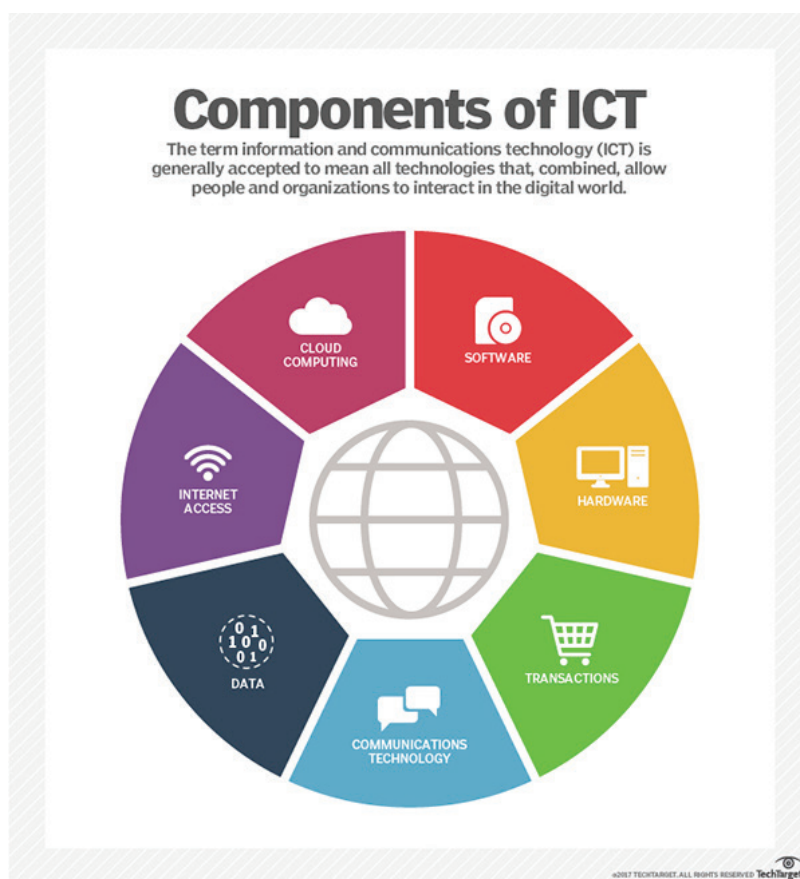 Components of ICT
The term information and communications technology (ICT) is
generally accepted to mean all technologies that, combined, allow
people and organizations to interact in the digital world.
CLOUD
COMPUTING
SOFTWARE
INTERNET
ACCESS
HARDWARE
0 1
1 0 0
0 1
DATA
TRANSACTIONS
COMMUNICATIONS
TECHNOLOGY
©2017 TECHTARGET. ALL RIGHTS RESERVED TechTarget